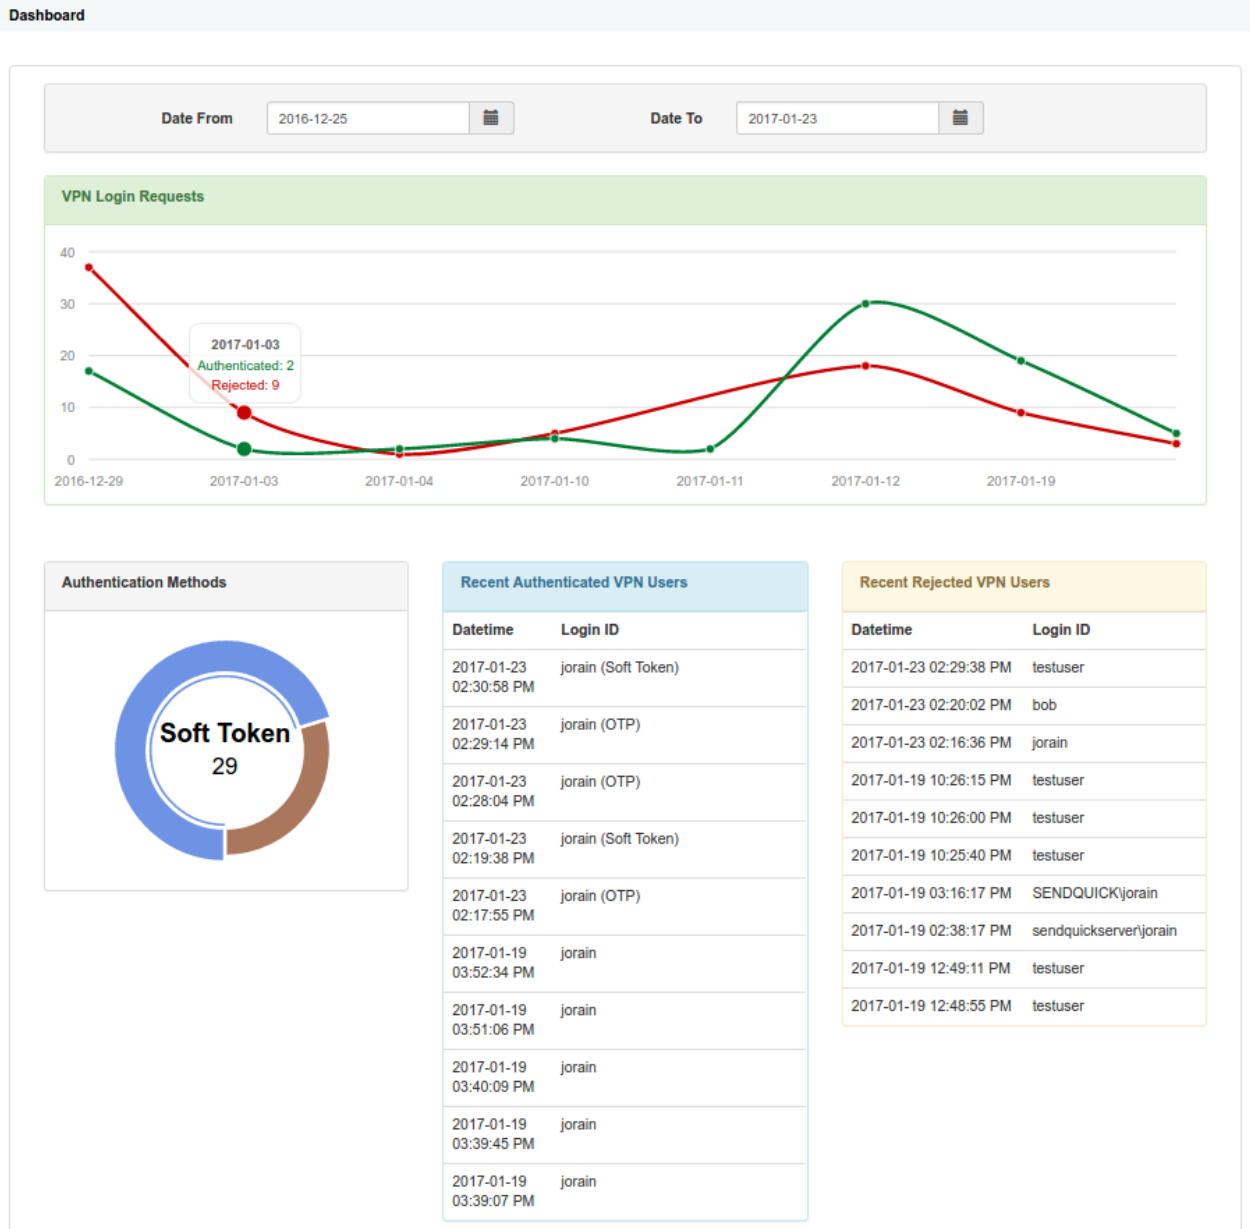 Dashboard
Date From 2016-12-25 Date To 2017-01-23
VPN Login Requests
40
30
20
10
0
2017-01-03
Authenticated: 2
Rejected: 9
2016-12-29 2017-01-03 2017-01-04 2017-01-10 2017-01-11 2017-01-12 2017-01-19
Authentication Methods
Soft Token
29
Recent Authenticated VPN Users
Datetime Login ID
2017-01-23 jorain (Soft Token)
02:30:58 PM
2017-01-23 jorain (OTP)
02:29:14 PM
2017-01-23 jorain (OTP)
02:28:04 PM
2017-01-23 jorain (Soft Token)
02:19:38 PM
2017-01-23 jorain (OTP)
02:17:55 PM
2017-01-19 jorain
03:52:34 PM
2017-01-19 jorain
03:51:06 PM
2017-01-19 jorain
03:40:09 PM
2017-01-19 jorain
03:39:45 PM
2017-01-19 jorain
03:39:07 PM
Recent Rejected VPN Users
Datetime Login ID
2017-01-23 02:29:38 PM testuser
2017-01-23 02:20:02 PM bob
2017-01-23 02:16:36 PM jorain
2017-01-19 10:26:15 PM testuser
2017-01-19 10:26:00 PM testuser
2017-01-19 10:25:40 PM testuser
2017-01-19 03:16:17 PM SENDQUICK\jorain
2017-01-19 02:38:17 PM sendquickserver\jorain
2017-01-19 12:49:11 PM testuser
2017-01-19 12:48:55 PM testuser